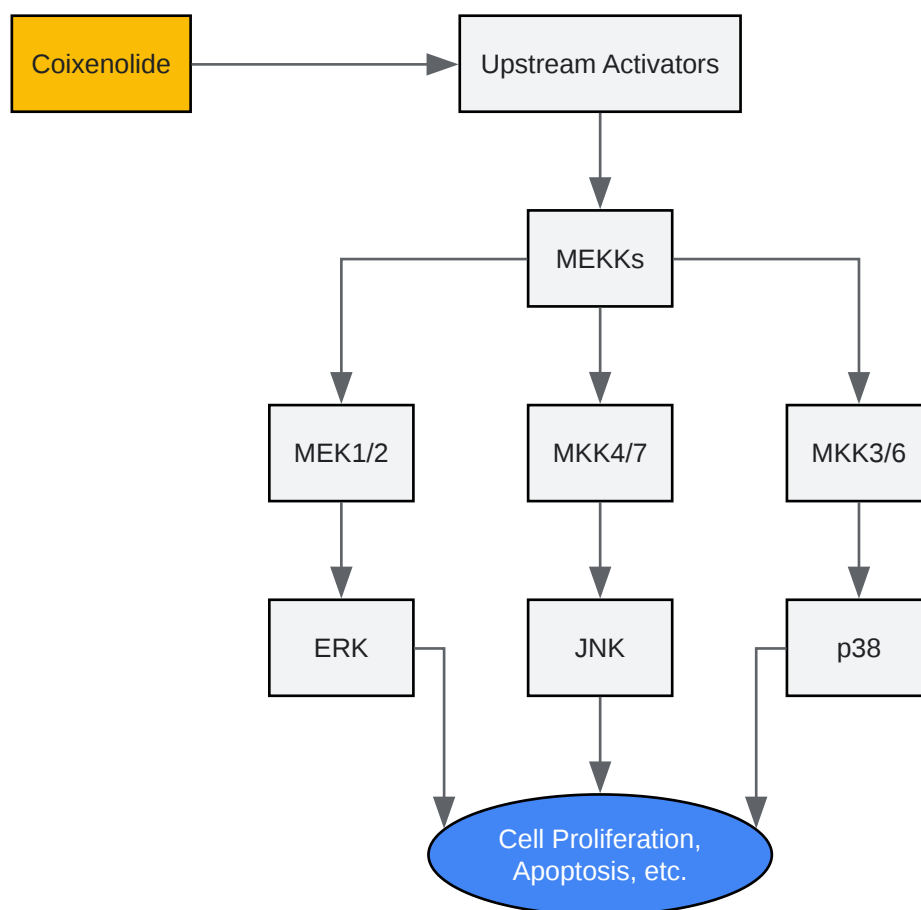 Coixenolide
Upstream Activators
MEKKs
MEK1/2
MKK4/7
MKK3/6
ERK
JNK
p38
Cell Proliferation,
Apoptosis, etc.